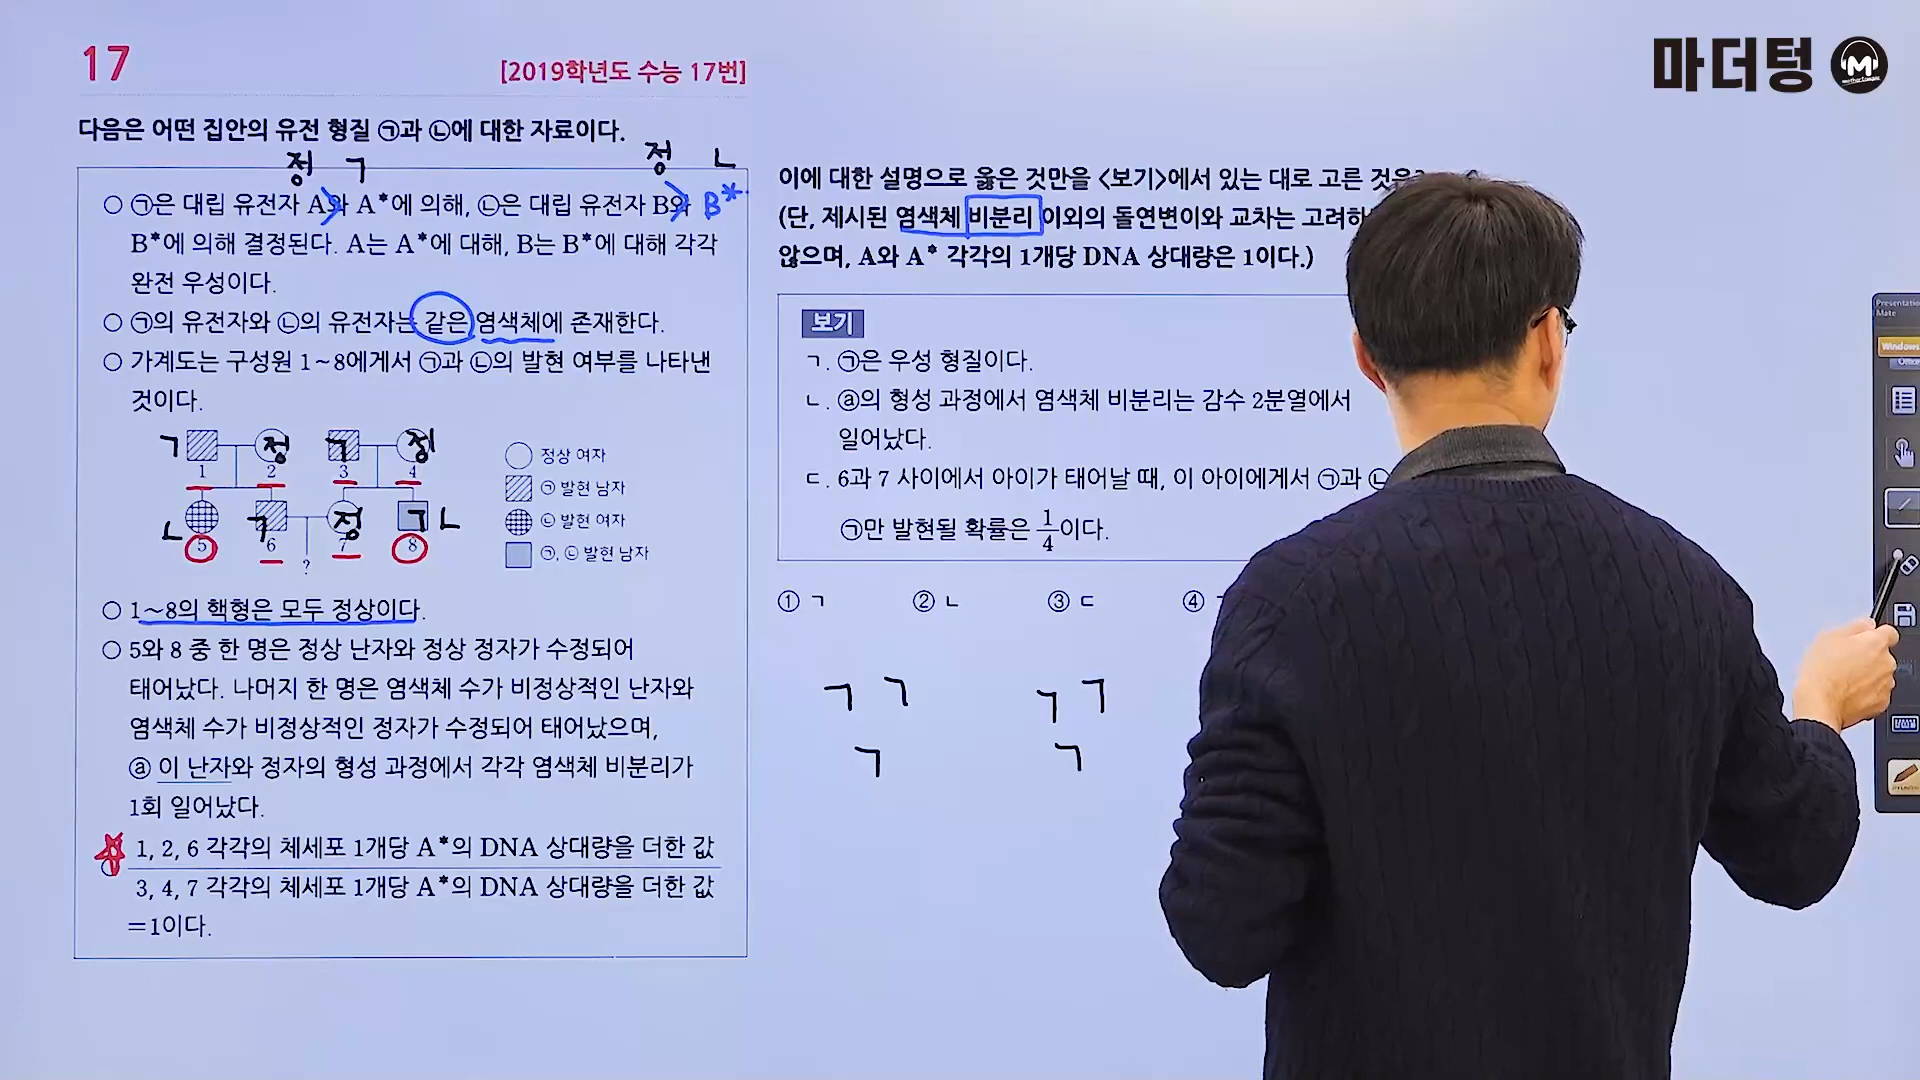 17
[2019학년도 수능 17번]
마더텅
M
다음은 어떤 집안의 유전 형질 ㉠과 ㉡에 대한 자료이다.
정 ㄱ 정 ㄴ
○ ㉠은 대립 유전자 A와 A*에 의해, ㉡은 대립 유전자 B와 B*
B*에 의해 결정된다. A는 A*에 대해, B는 B*에 대해 각각
완전 우성이다.
○ ㉠의 유전자와 ㉡의 유전자는 같은 염색체에 존재한다.
○ 가계도는 구성원 1~8에게서 ㉠과 ㉡의 발현 여부를 나타낸
것이다.
ㄱ 정 ㄱ 정
1 2 3 4
ㄴ ㄱ 정 ㄱ ㄴ
5 6 7 8
?
정상 여자
㉠ 발현 남자
㉡ 발현 여자
㉠, ㉡ 발현 남자
○ 1~8의 핵형은 모두 정상이다.
○ 5와 8 중 한 명은 정상 난자와 정상 정자가 수정되어
태어났다. 나머지 한 명은 염색체 수가 비정상적인 난자와
염색체 수가 비정상적인 정자가 수정되어 태어났으며,
ⓐ 이 난자와 정자의 형성 과정에서 각각 염색체 비분리가
1회 일어났다.
○ 1, 2, 6 각각의 체세포 1개당 A*의 DNA 상대량을 더한 값
3, 4, 7 각각의 체세포 1개당 A*의 DNA 상대량을 더한 값
=1이다.
이에 대한 설명으로 옳은 것만을 <보기>에서 있는 대로 고른 것은?
(단, 제시된 염색체 비분리 이외의 돌연변이와 교차는 고려하
않으며, A와 A* 각각의 1개당 DNA 상대량은 1이다.)
보기
ㄱ. ㉠은 우성 형질이다.
ㄴ. ⓐ의 형성 과정에서 염색체 비분리는 감수 2분열에서
일어났다.
ㄷ. 6과 7 사이에서 아이가 태어날 때, 이 아이에게서 ㉠과 ㉡
㉠만 발현될 확률은 1/4이다.
① ㄱ ② ㄴ ③ ㄷ ④
ㄱ ㄱ ㄱ ㄱ
ㄱ ㄱ
Presentation
Mate
Windows